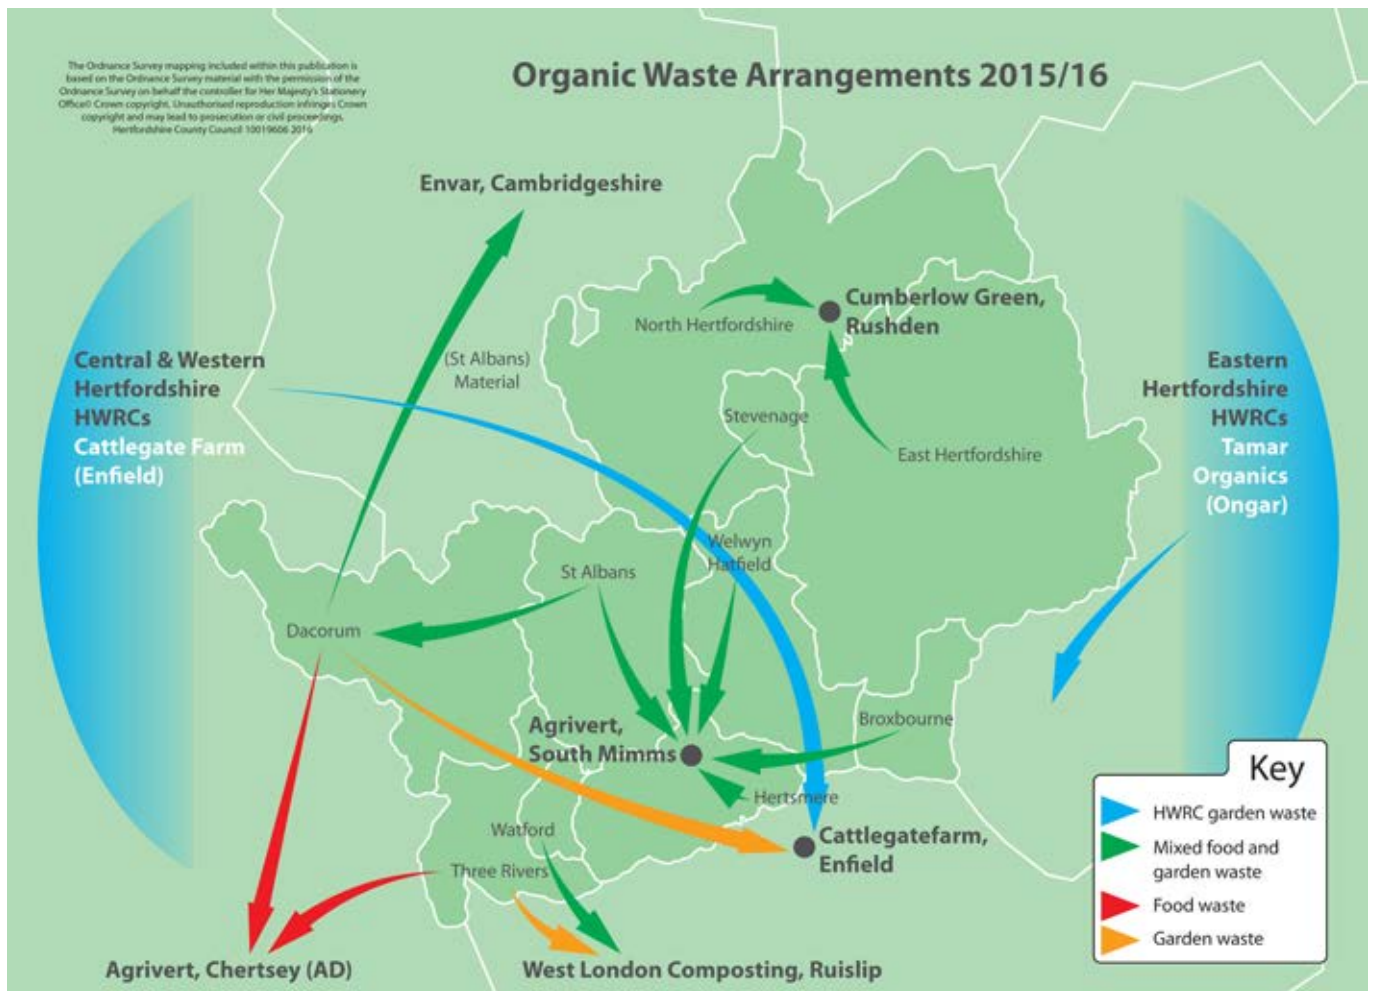 The Ordnance Survey mapping included within this publication is
based on the Ordnance Survey material with the permission of the
Ordnance Survey on behalf the controller for Her Majesty's Stationery
Office© Crown copyright. Unauthorised reproduction infringes Crown
copyright and may lead to prosecution or civil proceedings.
Hertfordshire County Council 10019606 2016
Organic Waste Arrangements 2015/16
Envar, Cambridgeshire
Cumberlow Green,
Rushden
North Hertfordshire
(St Albans)
Material
Central & Western
Hertfordshire
HWRCs
Cattlegate Farm
(Enfield)
Eastern
Hertfordshire
HWRCs
Tamar
Organics
(Ongar)
Stevenage
East Hertfordshire
Welwyn
Hatfield
St Albans
Dacorum
Agrivert,
South Mimms
Broxbourne
Hertsmere
Watford
Three Rivers
Cattlegatefarm,
Enfield
Agrivert, Chertsey (AD)
West London Composting, Ruislip
Key
HWRC garden waste
Mixed food and
garden waste
Food waste
Garden waste